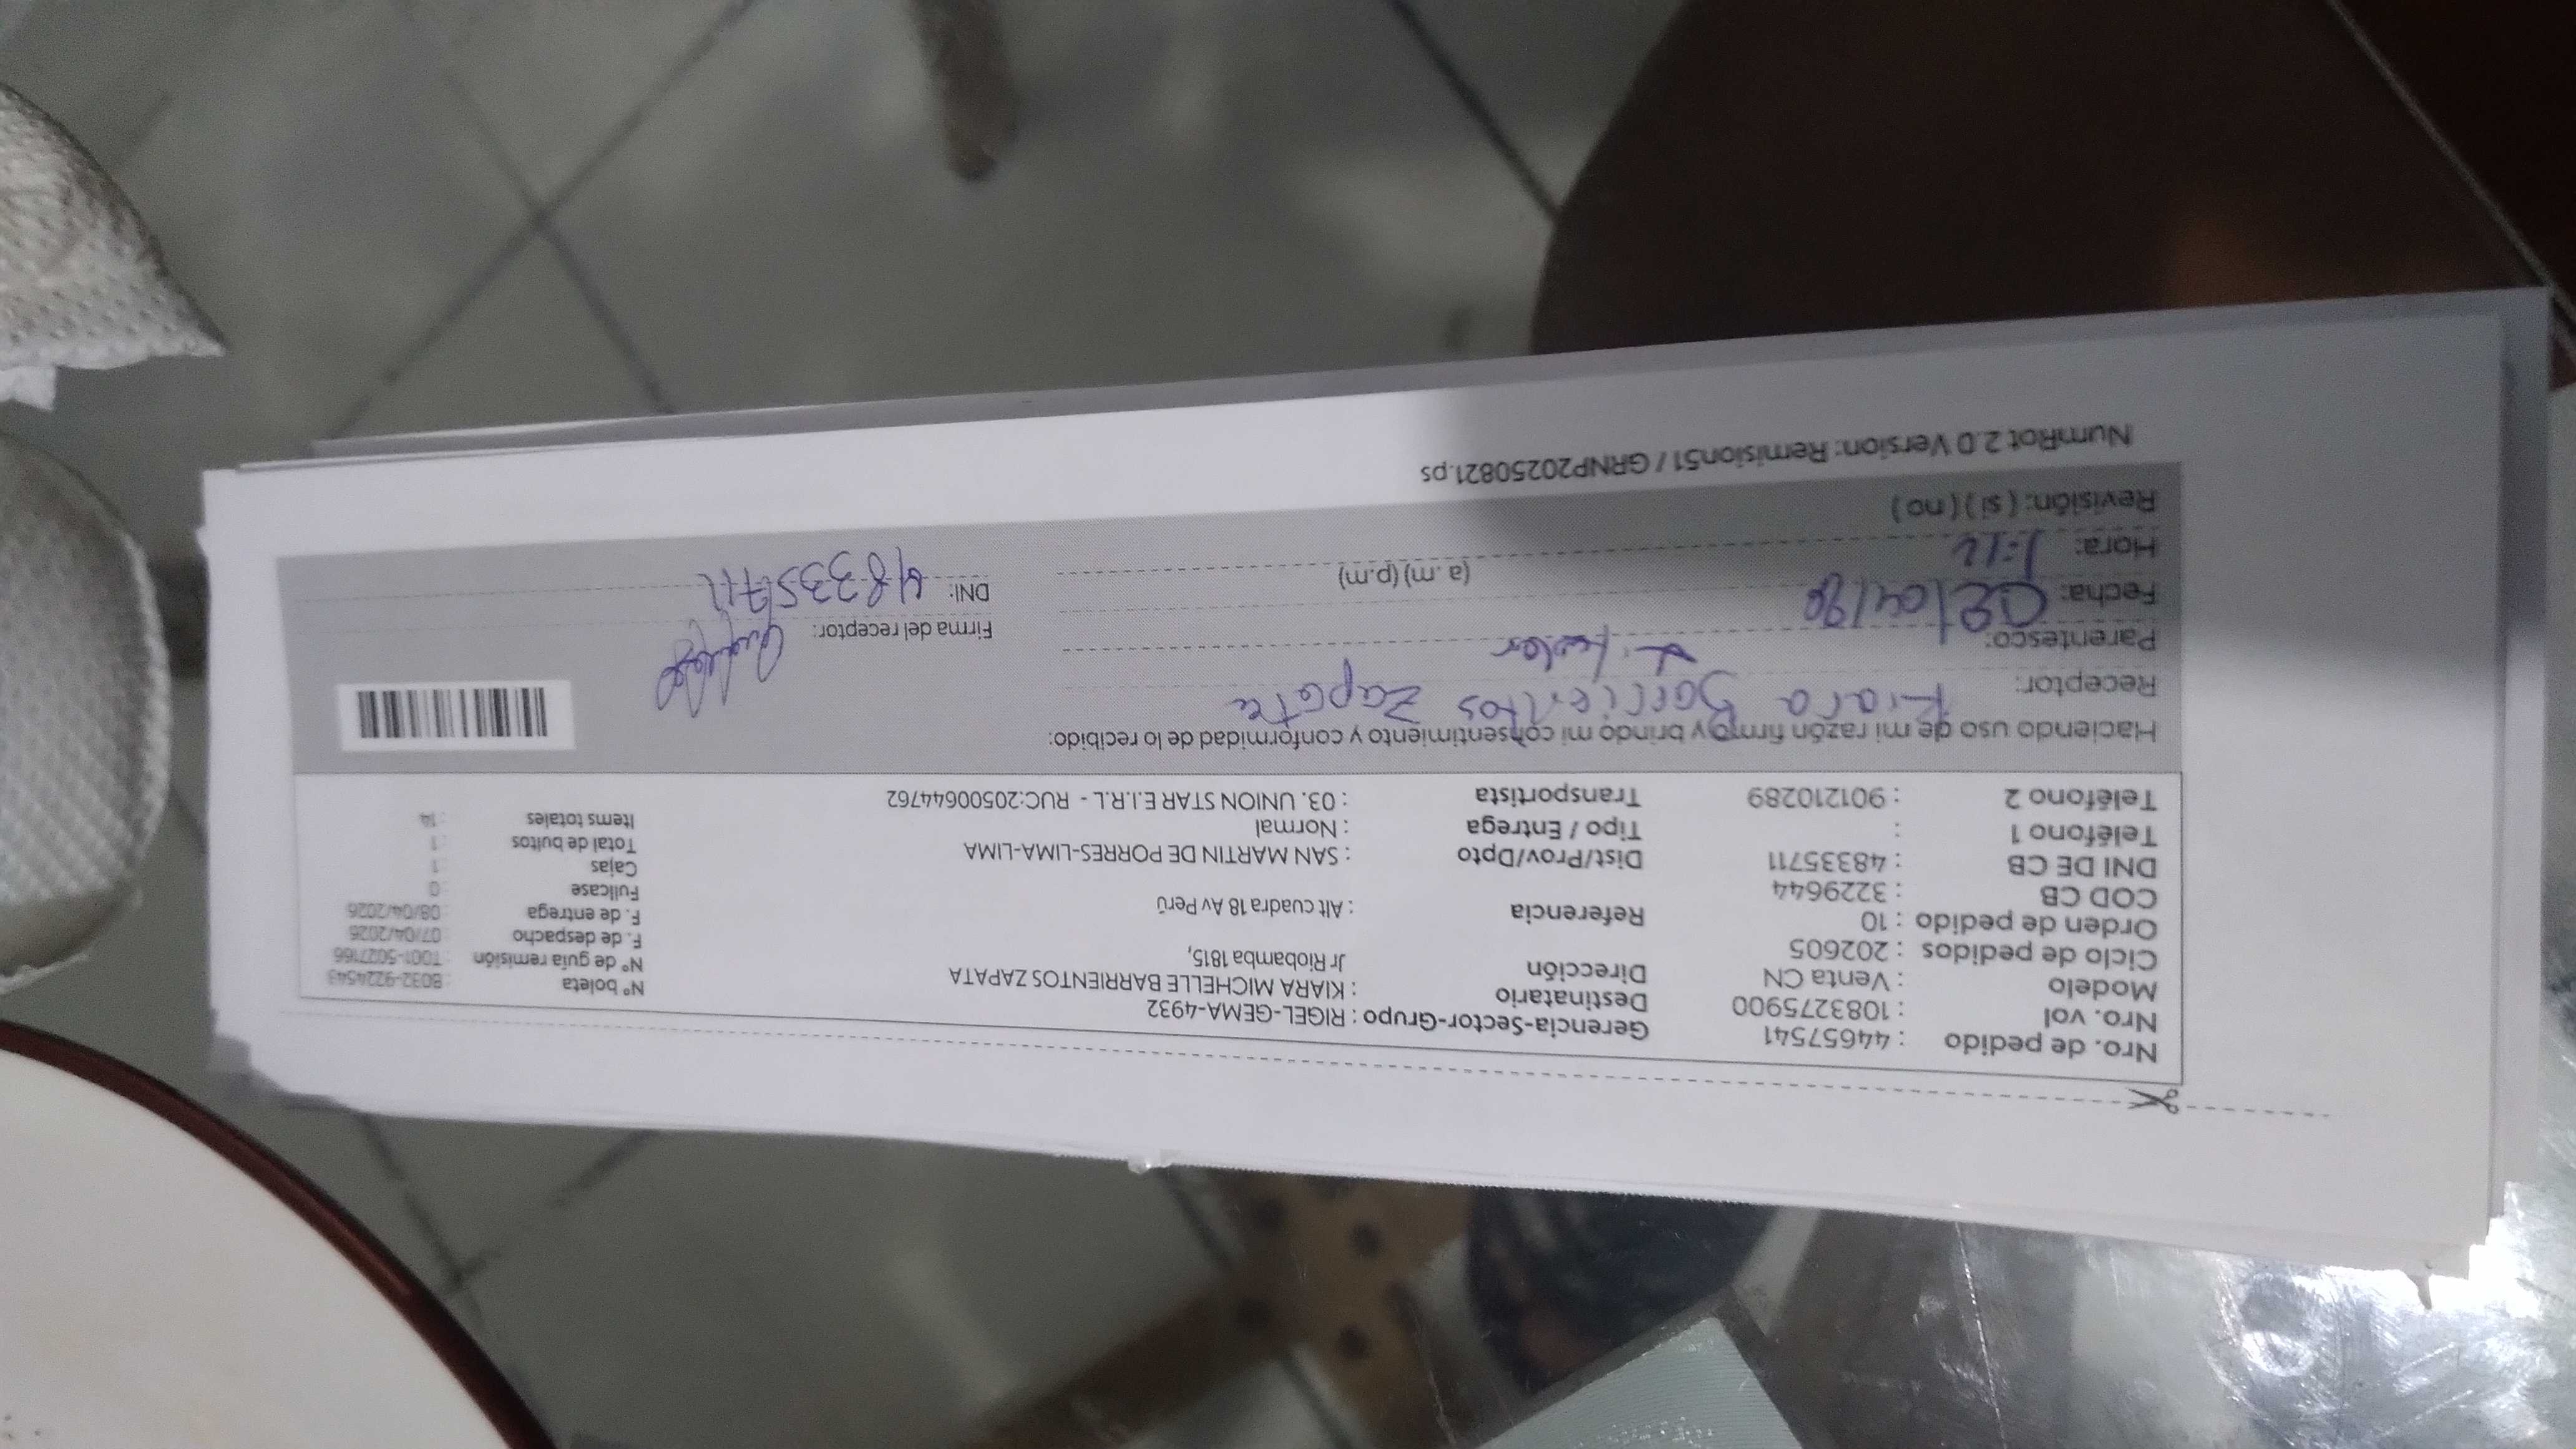 Nro. de pedido : 44657541
Nro. vol : 1083275900
Modelo : Venta CN
Ciclo de pedidos : 202605
Orden de pedido : 10
COD CB : 3229644
DNI DE CB : 48335711
Teléfono 1 :
Teléfono 2 : 901210289
Gerencia-Sector-Grupo : RIGEL-GEMA-4932
Destinatario : KIARA MICHELLE BARRIENTOS ZAPATA
Dirección Jr Riobamba 1815,
Referencia : Alt cuadra 18 Av Perú
Dist/Prov/Dpto : SAN MARTIN DE PORRES-LIMA-LIMA
Tipo / Entrega : Normal
Transportista : 03. UNION STAR E.I.R.L - RUC:20500644762
Nº boleta : B032-9224543
Nº de guía remisión : T001-5027166
F. de despacho : 07/04/2026
F. de entrega : 08/04/2026
Fullcase : 0
Cajas 1
Total de bultos : 1
Items totales : 14
Haciendo uso de mi razón firmo y brindo mi consentimiento y conformidad de lo recibido:
Receptor: Kiara Barrientos Zapata
Parentesco: titular
Fecha:
Hora: 1:12 (a. m) (p.m)
Revisión: ( si ) ( no )
Firma del receptor:
DNI: 48335711
NumRot 2.0 Version: Remision51 / GRNP20250821.ps